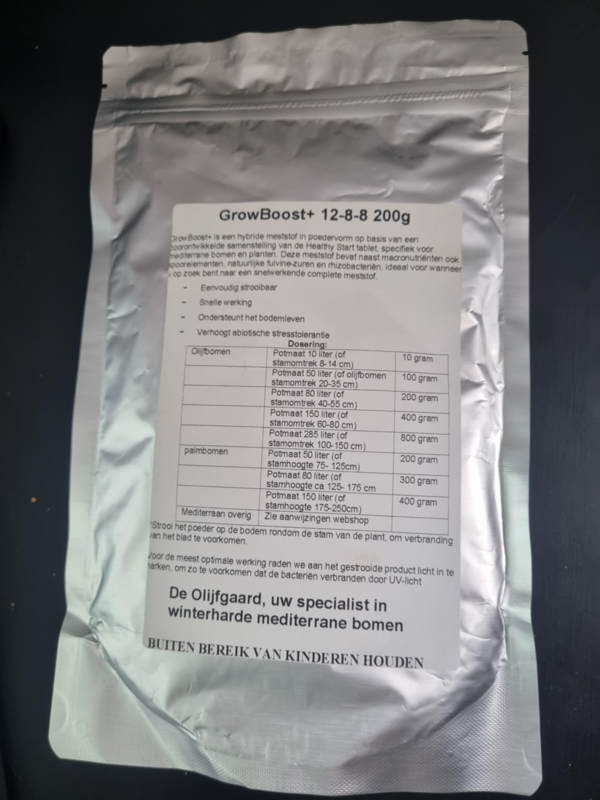 GrowBoost+ 12-8-8 200g
GrowBoost+ is een hybride meststof in poedervorm op basis van een
samenstelling van de Healthy Start tablet, specifiek voor
mediterrane bomen en planten. Deze meststof bevat naast macronutriënten ook
spoorelementen, natuurlijke fulvine-zuren en rhizobacteriën, ideaal voor wanneer
u op zoek bent naar een snelwerkende complete meststof.
- Eenvoudig strooibaar
- Snelle werking
- Ondersteunt het bodemleven
- Verhoogt abiotische stresstolerantie
Dosering:
Olijfbomen Potmaat 10 liter (of stamomtrek 8-14 cm) 10 gram
Potmaat 50 liter (of olijfbomen stamomtrek 20-35 cm) 100 gram
Potmaat 80 liter (of stamomtrek 40-55 cm) 200 gram
Potmaat 150 liter (of stamomtrek 60-80 cm) 400 gram
Potmaat 285 liter (of stamomtrek 100-150 cm) 800 gram
palmbomen Potmaat 50 liter (of stamhoogte 75- 125cm) 200 gram
Potmaat 80 liter (of stamhoogte ca 125- 175 cm 300 gram
Potmaat 150 liter (of stamhoogte 175-250cm) 400 gram
Mediterraan overig Zie aanwijzingen webshop
*Strooi het poeder op de bodem rondom de stam van de plant, om verbranding
van het blad te voorkomen.
Voor de meest optimale werking raden we aan het gestrooide product licht in te
harken, om zo te voorkomen dat de bacteriën verbranden door UV-licht
De Olijfgaard, uw specialist in
winterharde mediterrane bomen
BUITEN BEREIK VAN KINDEREN HOUDEN